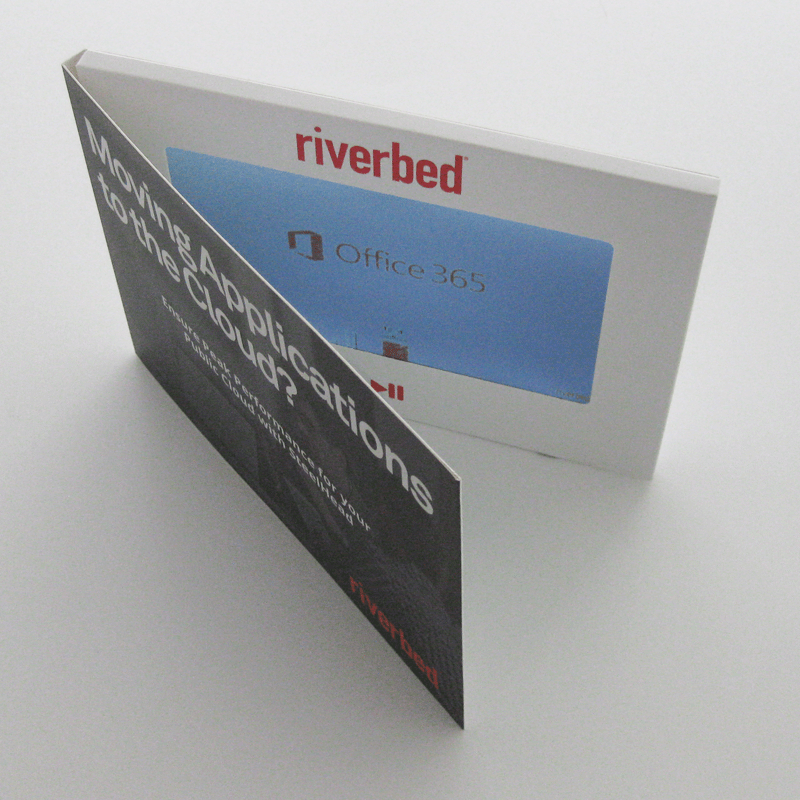 riverbed
Office 365
Moving Applications
to the Cloud?
Ensure Peak Performance for your
Public Cloud with SteelHead
riverbed